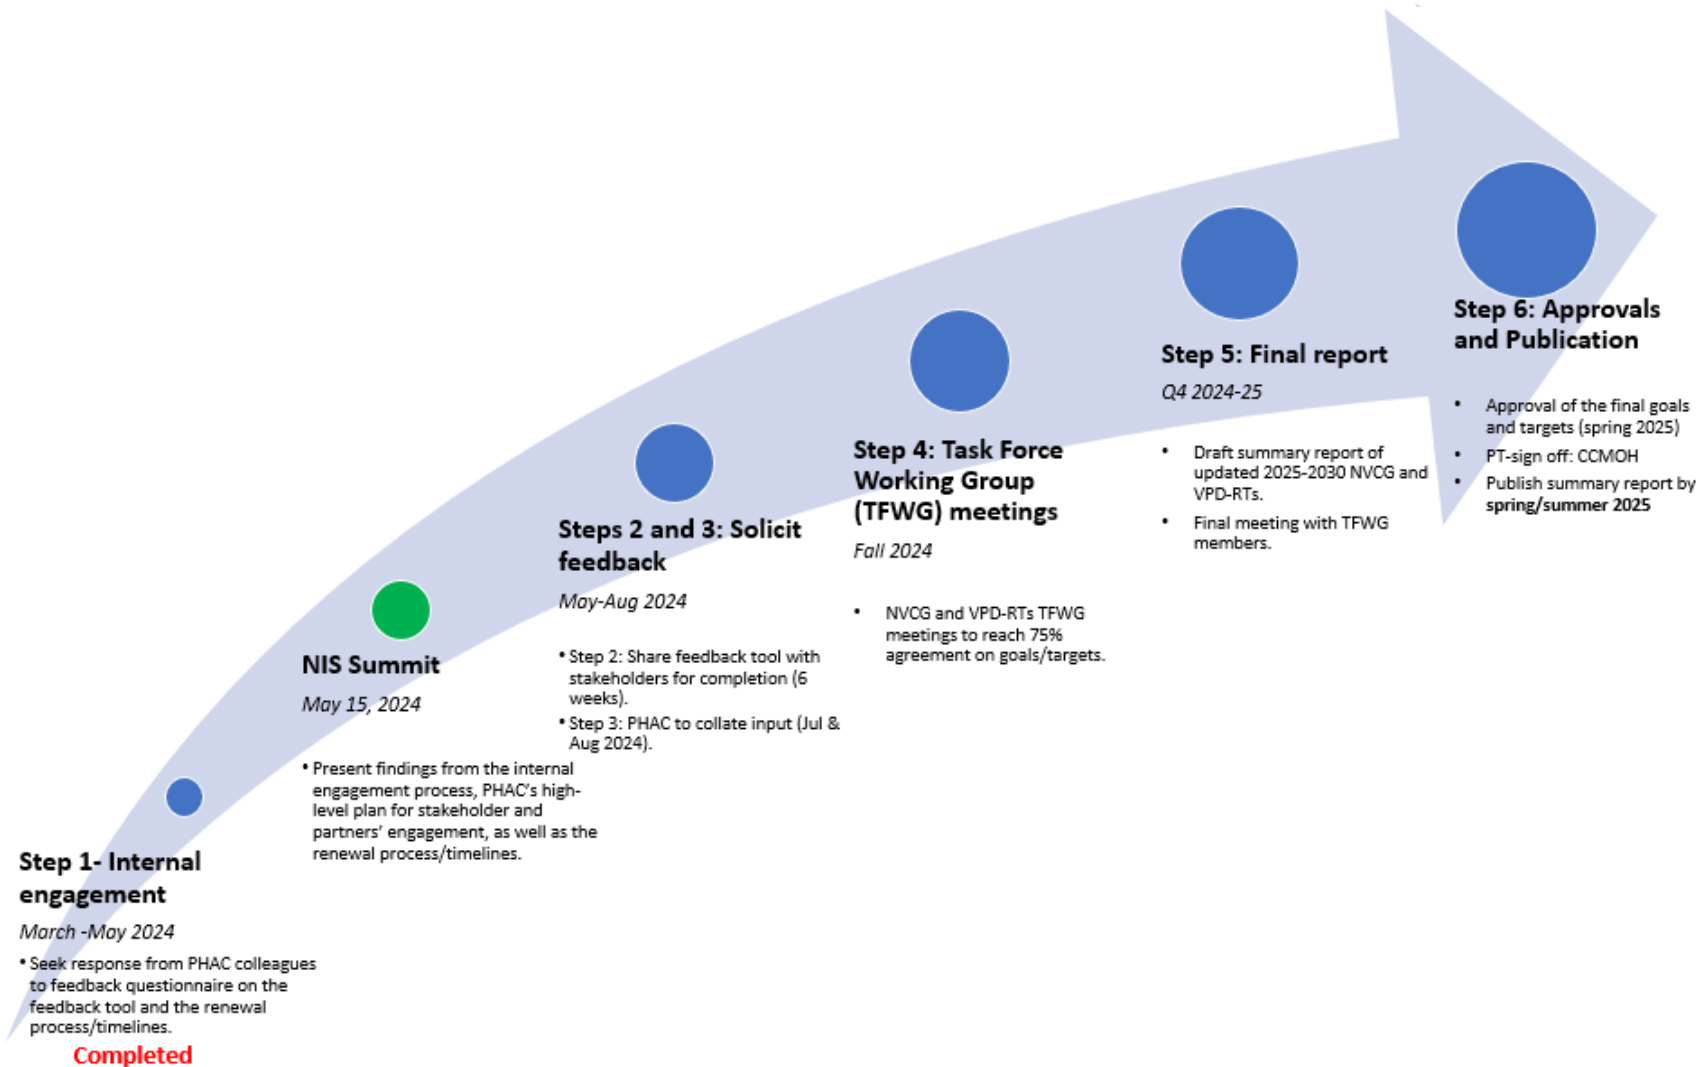 Step 1- Internal
engagement
March -May 2024
• Seek response from PHAC colleagues
to feedback questionnaire on the
feedback tool and the renewal
process/timelines.
Completed
NIS Summit
May 15, 2024
• Present findings from the internal
engagement process, PHAC’s high-
level plan for stakeholder and
partners’ engagement, as well as the
renewal process/timelines.
Steps 2 and 3: Solicit
feedback
May-Aug 2024
• Step 2: Share feedback tool with
stakeholders for completion (6
weeks).
• Step 3: PHAC to collate input (Jul &
Aug 2024).
Step 4: Task Force
Working Group
(TFWG) meetings
Fall 2024
• NVCG and VPD-RTs TFWG
meetings to reach 75%
agreement on goals/targets.
Step 5: Final report
Q4 2024-25
• Draft summary report of
updated 2025-2030 NVCG and
VPD-RTs.
• Final meeting with TFWG
members.
Step 6: Approvals
and Publication
• Approval of the final goals
and targets (spring 2025)
• PT-sign off: CCMOH
• Publish summary report by
spring/summer 2025